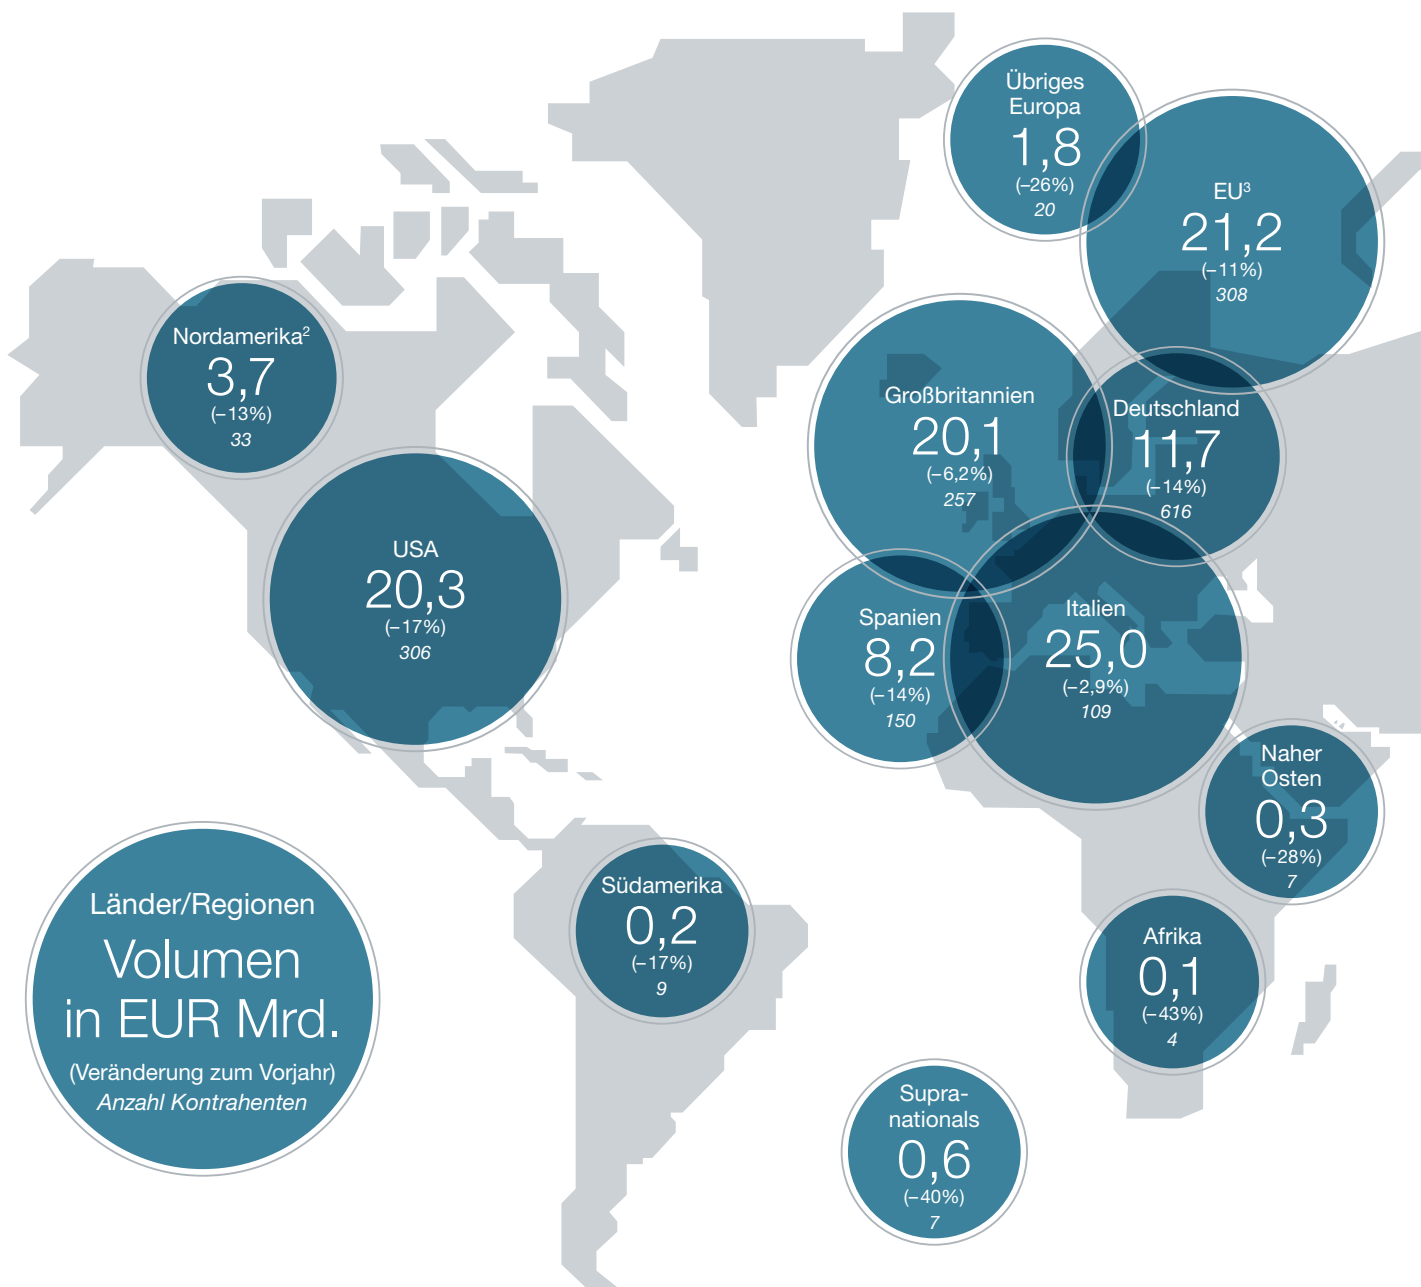 Übriges
Europa
1,8
(–26%)
20
EU³
21,2
(–11%)
308
Nordamerika²
3,7
(–13%)
33
Großbritannien
20,1
(–6,2%)
257
Deutschland
11,7
(–14%)
616
USA
20,3
(–17%)
306
Spanien
8,2
(–14%)
150
Italien
25,0
(–2,9%)
109
Naher
Osten
0,3
(–28%)
7
Länder/Regionen
Volumen
in EUR Mrd.
(Veränderung zum Vorjahr)
Anzahl Kontrahenten
Südamerika
0,2
(–17%)
9
Afrika
0,1
(–43%)
4
Supra-
nationals
0,6
(–40%)
7